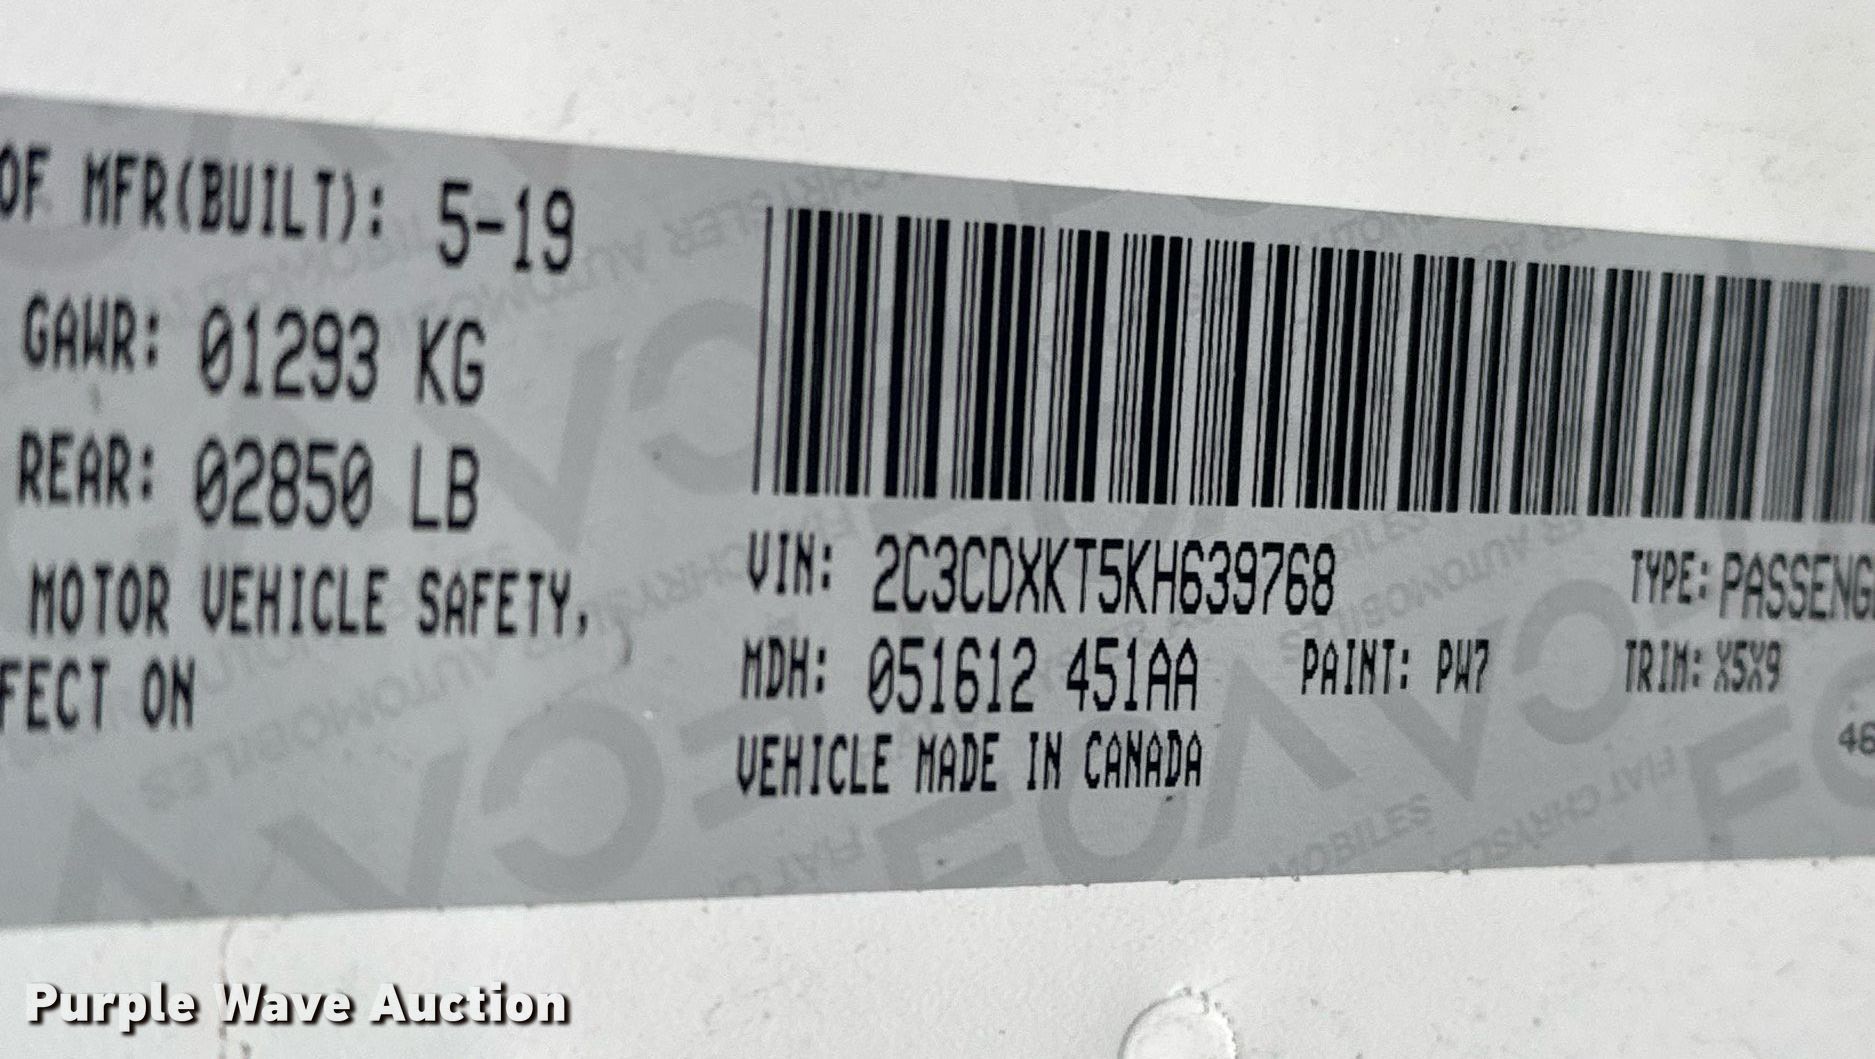 OF MFR(BUILT): 5-19
GAWR: 01293 KG
REAR: 02850 LB
MOTOR VEHICLE SAFETY,
FECT ON
VIN: 2C3CDXKT5KH639768
TYPE: PASSENG
MDH: 051612 451AA
PAINT: PW7
TRIM: X5X9
46
VEHICLE MADE IN CANADA
Purple Wave Auction